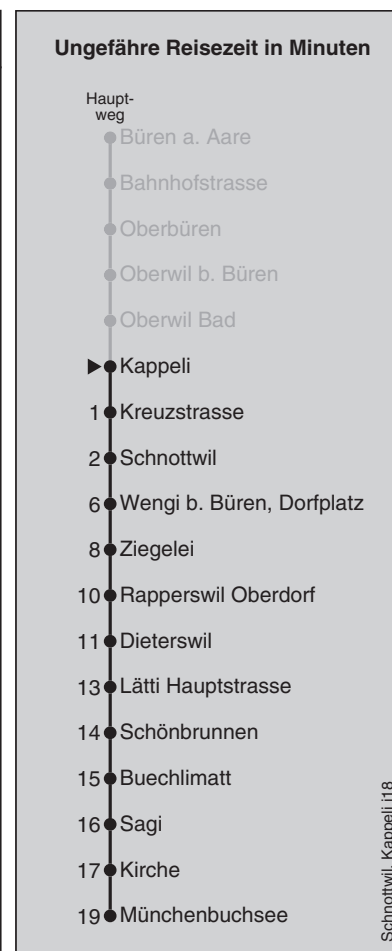 Ungefähre Reisezeit in Minuten
Haupt-
weg
Büren a. Aare
Bahnhofstrasse
Oberbüren
Oberwil b. Büren
Oberwil Bad
Kappeli
1 Kreuzstrasse
2 Schnottwil
6 Wengi b. Büren, Dorfplatz
8 Ziegelei
10 Rapperswil Oberdorf
11 Dieterswil
13 Lätti Hauptstrasse
14 Schönbrunnen
15 Buechlimatt
16 Sagi
17 Kirche
19 Münchenbuchsee
Schnottwil, Kappeli j18